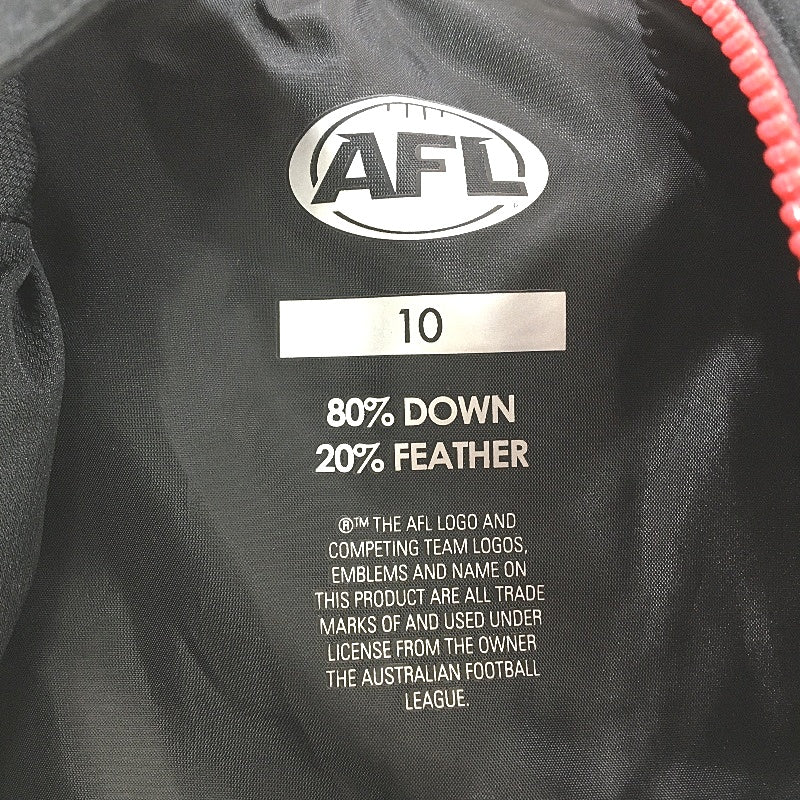 AFL
10
80% DOWN
20% FEATHER
®™ THE AFL LOGO AND
COMPETING TEAM LOGOS,
EMBLEMS AND NAME ON
THIS PRODUCT ARE ALL TRADE
MARKS OF AND USED UNDER
LICENSE FROM THE OWNER
THE AUSTRALIAN FOOTBALL
LEAGUE.